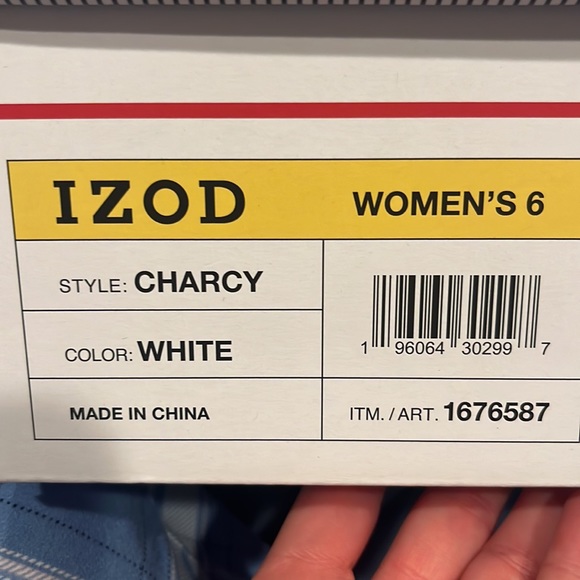 IZOD
WOMEN'S 6
STYLE: CHARCY
COLOR: WHITE
1 96064 30299 7
MADE IN CHINA
ITM. / ART. 1676587